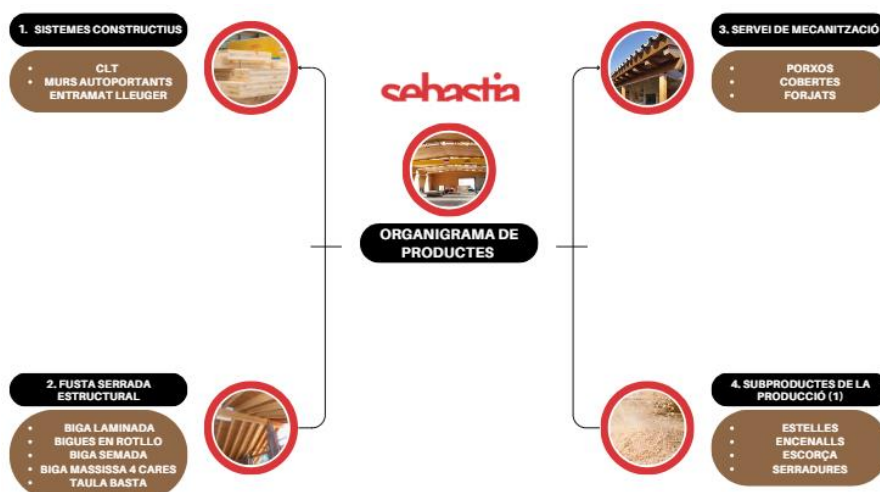 1. SISTEMES CONSTRUCTIUS
• CLT
• MURS AUTOPORTANTS
ENTRAMAT LLEUGER
sebastia
ORGANIGRAMA DE
PRODUCTES
3. SERVEI DE MECANITZACIÓ
• PORXOS
• COBERTES
• FORJATS
2. FUSTA SERRADA
ESTRUCTURAL
• BIGA LAMINADA
• BIGUES EN ROTLLO
• BIGA SEMADA
• BIGA MASSISSA 4 CARES
• TAULA BASTA
4. SUBPRODUCTES DE LA
PRODUCCIÓ (1)
• ESTELLES
• ENCENALLS
• ESCORÇA
• SERRADURES